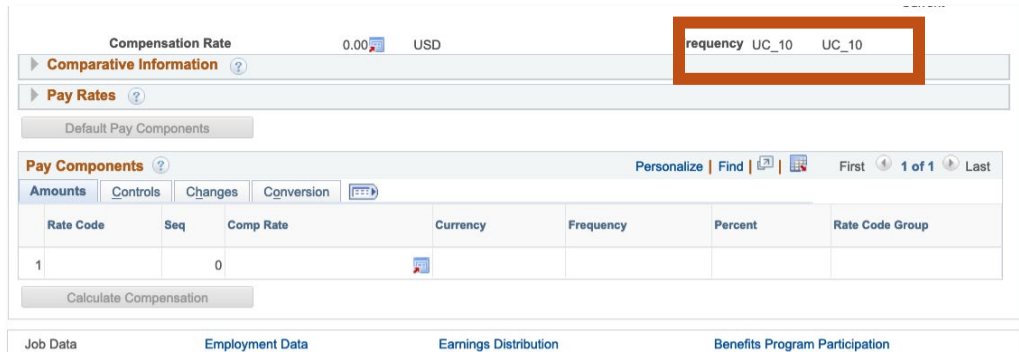 Compensation Rate 0.00 USD requency UC_10 UC_10
Comparative Information ?
Pay Rates ?
Default Pay Components
Pay Components ? Personalize | Find | | First 1 of 1 Last
Amounts Controls Changes Conversion
Rate Code Seq Comp Rate Currency Frequency Percent Rate Code Group
1 0
Calculate Compensation
Job Data Employment Data Earnings Distribution Benefits Program Participation